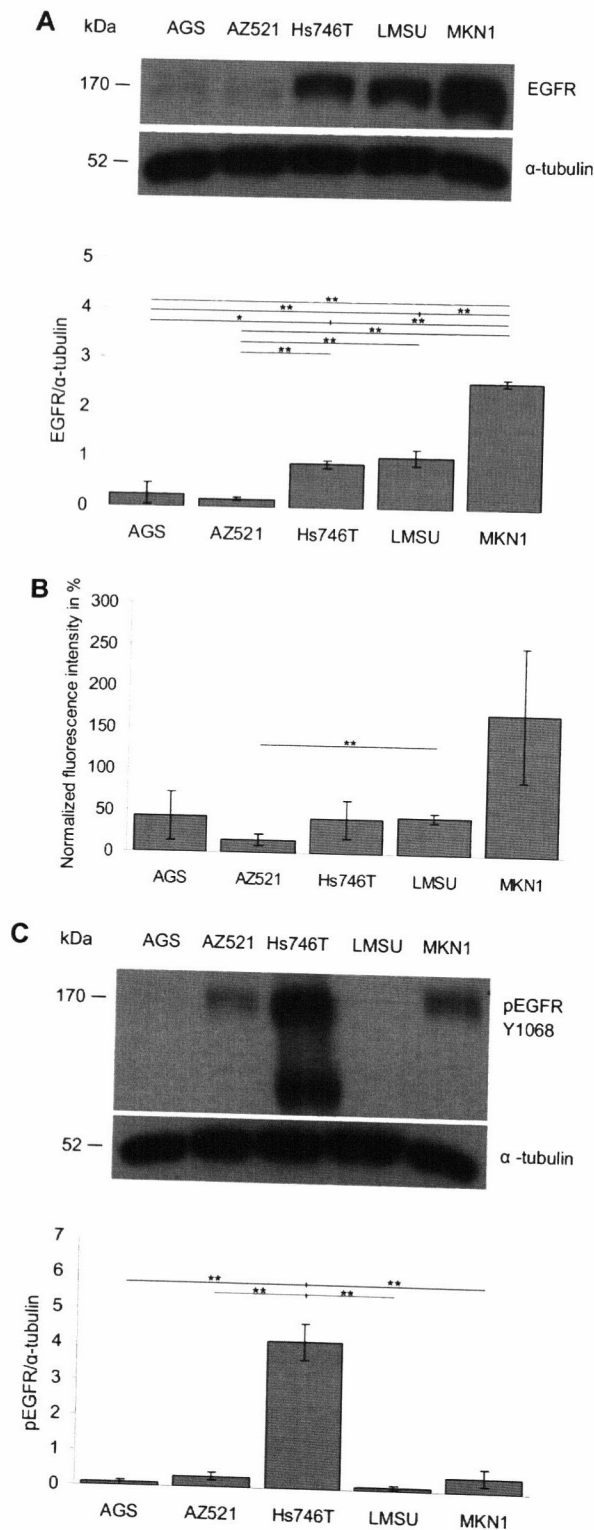 A kDa AGS AZ521 Hs746T LMSU MKN1
170 EGFR
52 α-tubulin
EGFR/α-tubulin
5
4
3
2
1
0
**
** **
* **
**
**
**
AGS AZ521 Hs746T LMSU MKN1
B
Normalized fluorescence intensity in %
300
250
200
150
100
50
0
**
AGS AZ521 Hs746T LMSU MKN1
C kDa AGS AZ521 Hs746T LMSU MKN1
170 pEGFR
Y1068
52 α -tubulin
pEGFR/α-tubulin
7
6
5
4
3
2
1
0
** **
** **
AGS AZ521 Hs746T LMSU MKN1